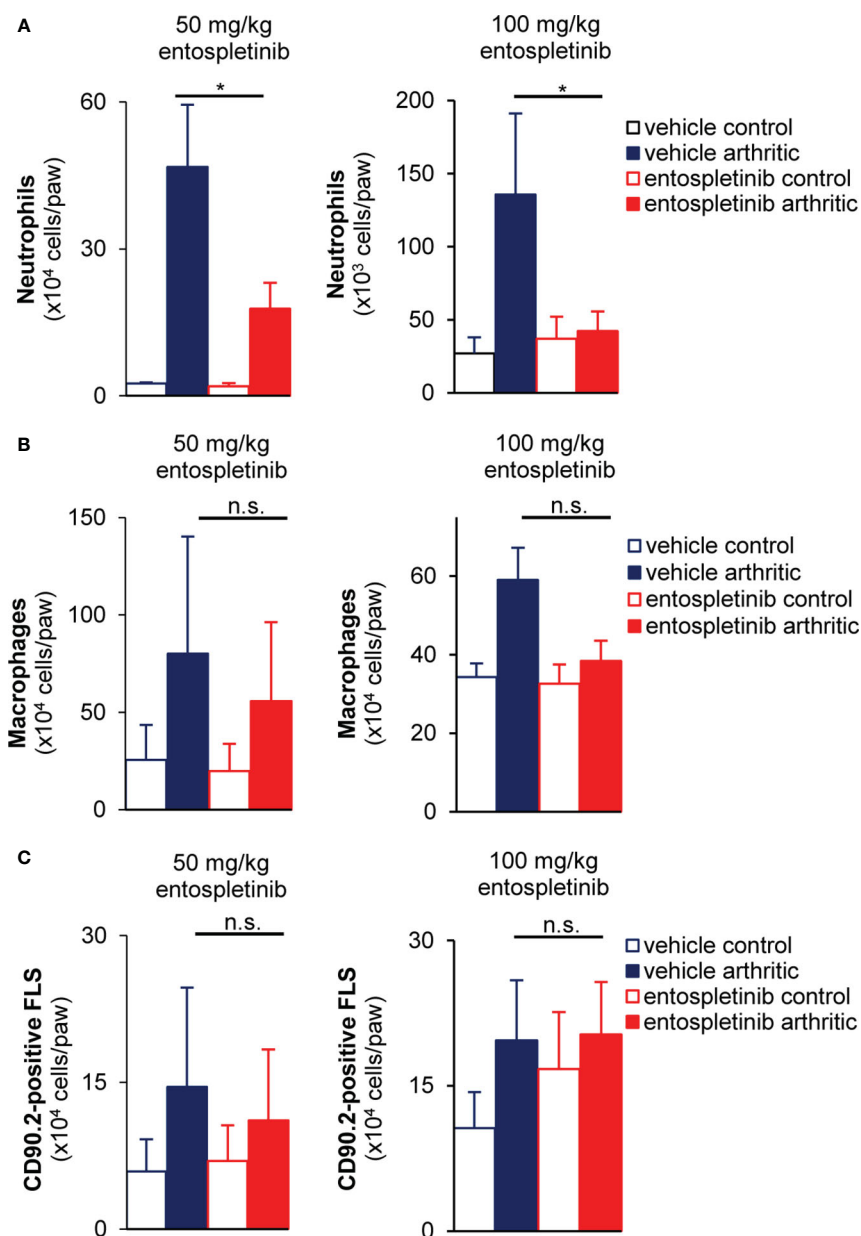 A
50 mg/kg
entospletinib
100 mg/kg
entospletinib
*
*
60
30
0
Neutrophils
(x10⁴ cells/paw)
200
150
100
50
0
Neutrophils
(x10³ cells/paw)
vehicle control
vehicle arthritic
entospletinib control
entospletinib arthritic
B
50 mg/kg
entospletinib
100 mg/kg
entospletinib
n.s.
n.s.
150
100
50
0
Macrophages
(x10⁴ cells/paw)
60
40
20
0
Macrophages
(x10⁴ cells/paw)
vehicle control
vehicle arthritic
entospletinib control
entospletinib arthritic
C
50 mg/kg
entospletinib
100 mg/kg
entospletinib
n.s.
n.s.
30
15
0
CD90.2-positive FLS
(x10⁴ cells/paw)
30
15
0
CD90.2-positive FLS
(x10⁴ cells/paw)
vehicle control
vehicle arthritic
entospletinib control
entospletinib arthritic